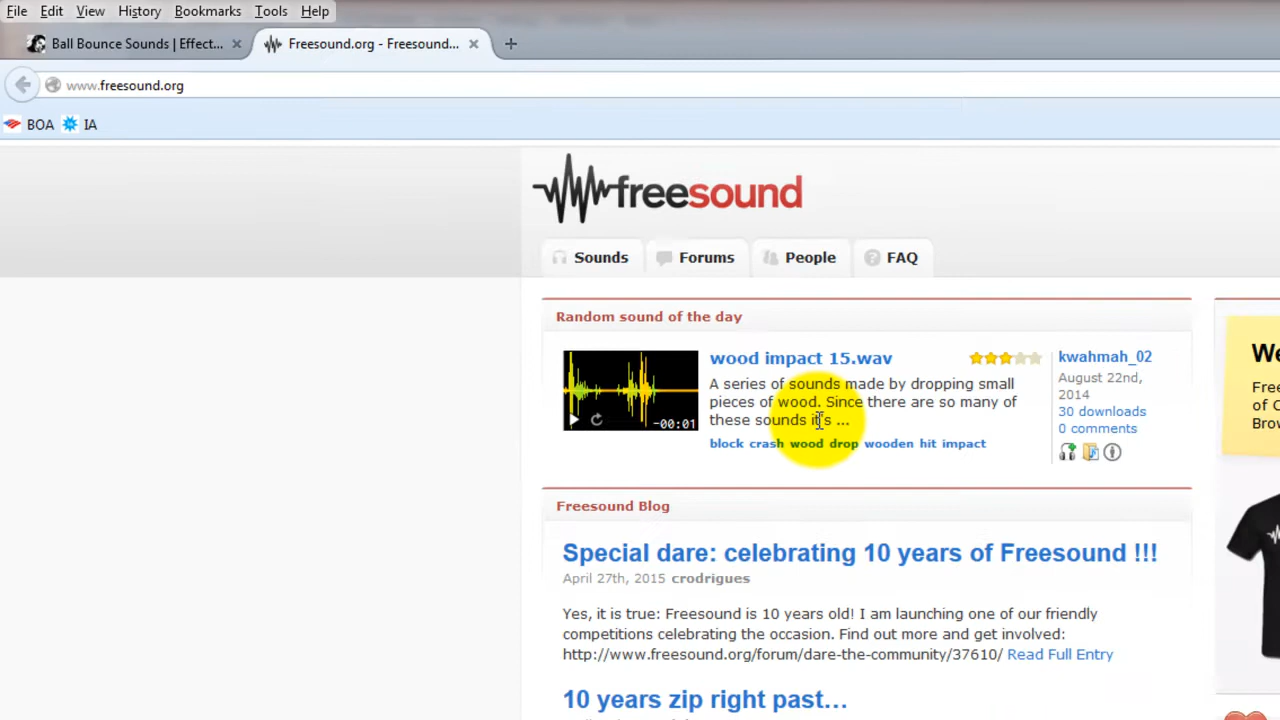 File Edit View History Bookmarks Tools Help
Ball Bounce Sounds | Effect... Freesound.org - Freesound...
www.freesound.org
BOA IA
freesound
Sounds Forums People FAQ
Random sound of the day
wood impact 15.wav
A series of sounds made by dropping small
pieces of wood. Since there are so many of
these sounds it's ...
block crash wood drop wooden hit impact
-00:01
kwahmah_02
August 22nd,
2014
30 downloads
0 comments
Freesound Blog
Special dare: celebrating 10 years of Freesound !!!
April 27th, 2015 crodrigues
Yes, it is true: Freesound is 10 years old! I am launching one of our friendly
competitions celebrating the occasion. Find out more and get involved:
http://www.freesound.org/forum/dare-the-community/37610/ Read Full Entry
10 years zip right past...
We
Free
of C
Brow